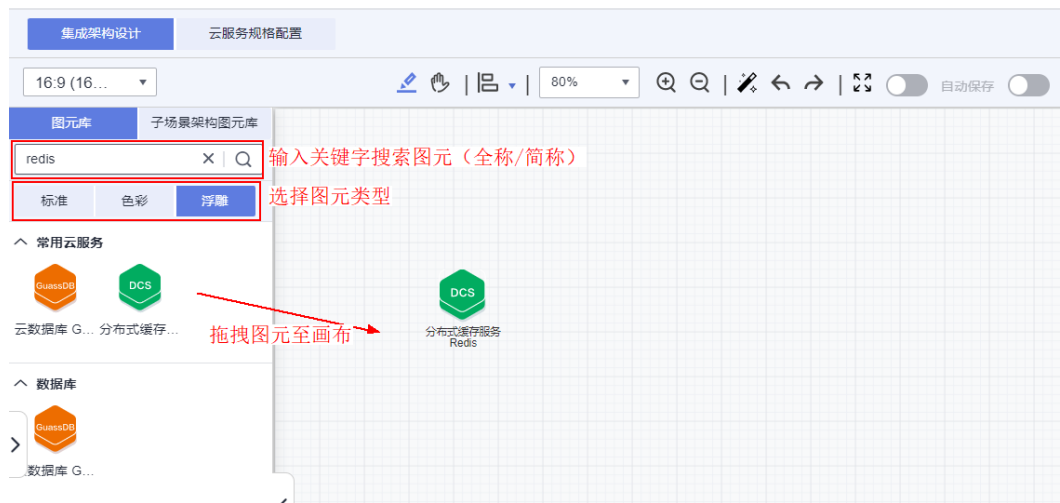 集成架构设计 云服务规格配置
16:9 (16... 80% 自动保存
图元库 子场景架构图元库
redis 输入关键字搜索图元（全称/简称）
标准 色彩 浮雕 选择图元类型
常用云服务
GuassDB DCS
云数据库 G... 分布式缓存...
拖拽图元至画布
DCS
分布式缓存服务
Redis
数据库
GuassDB
数据库 G...